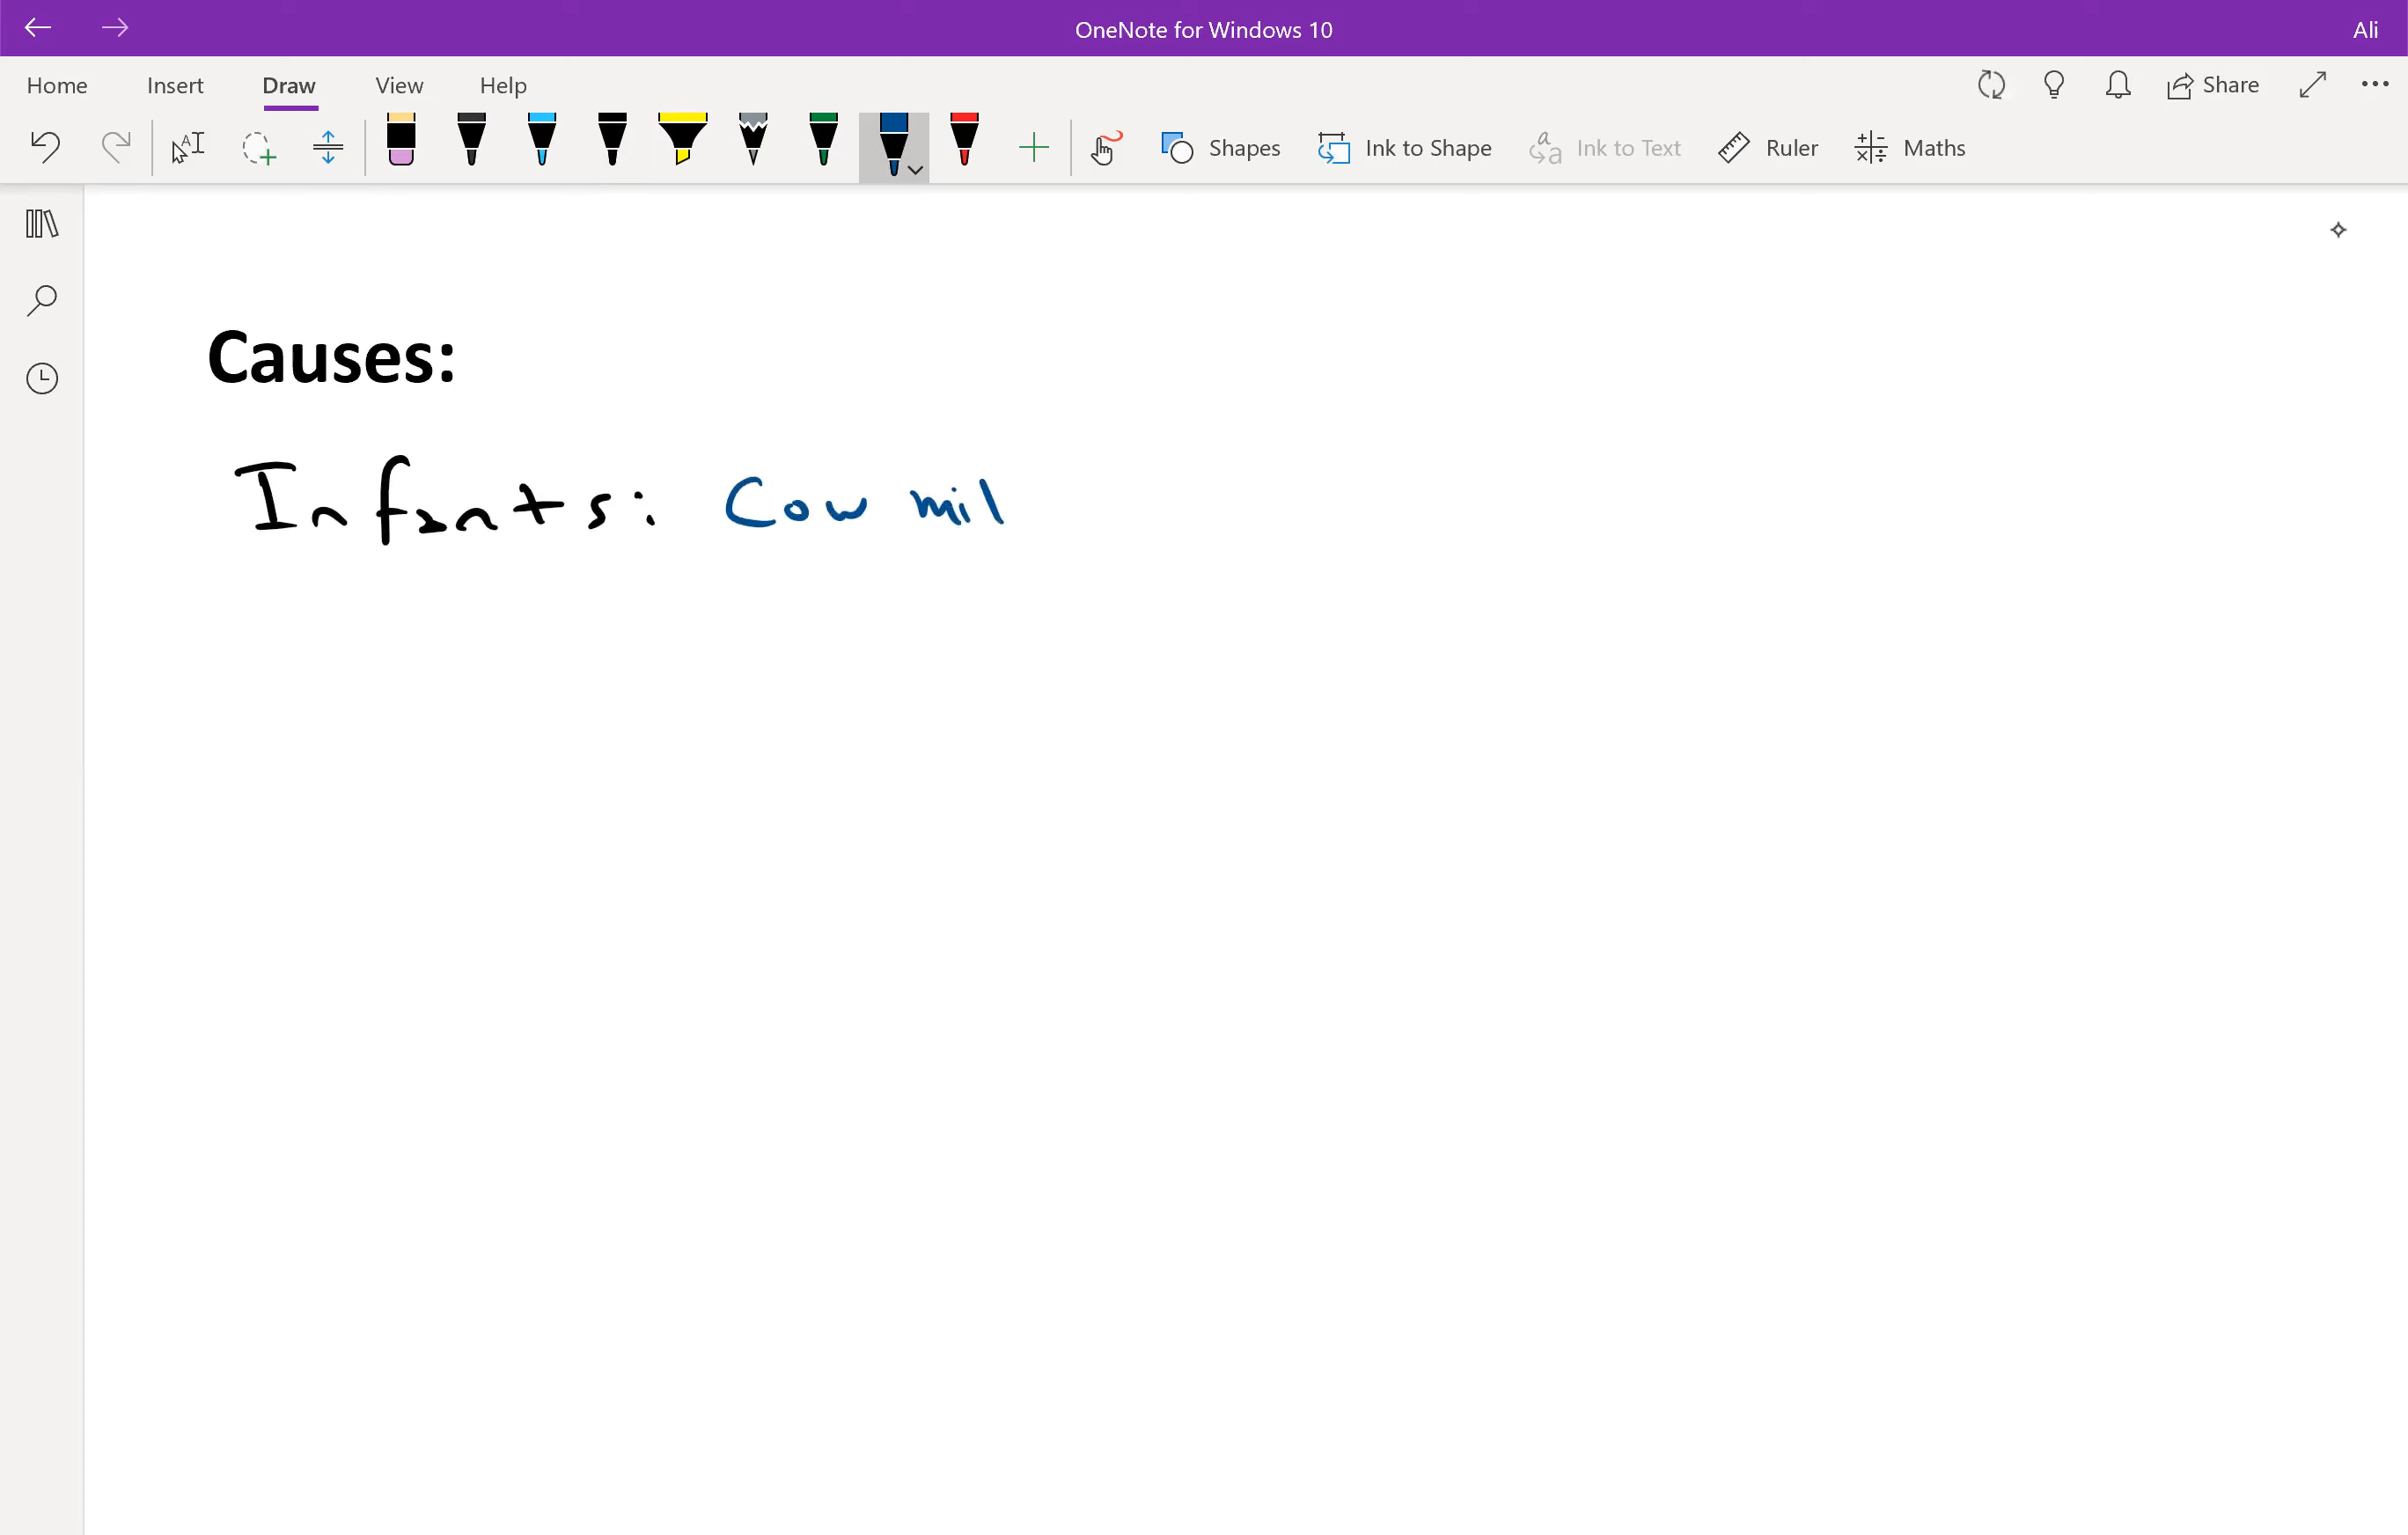 OneNote for Windows 10 Ali
Home Insert Draw View Help Share
Shapes Ink to Shape Ink to Text Ruler Maths
Causes:
Infants: Cow mil